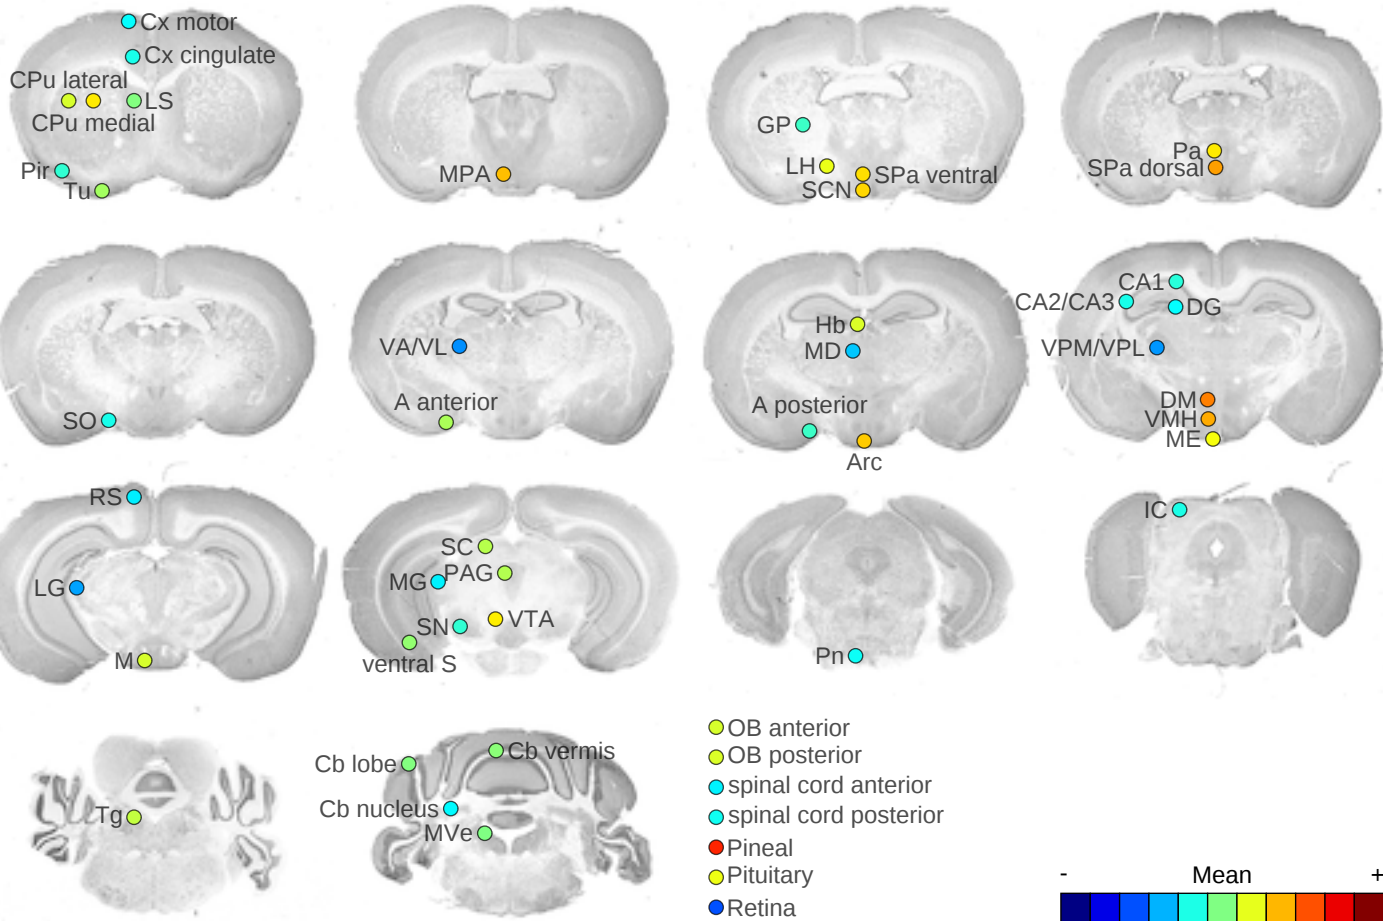 Cx motor
Cx cingulate
CPu lateral
LS
CPu medial
Pir
Tu
MPA
GP
LH
SPa ventral
SCN
Pa
SPa dorsal
SO
VA/VL
A anterior
Hb
MD
A posterior
Arc
CA1
CA2/CA3
DG
VPM/VPL
DM
VMH
ME
RS
LG
M
SC
MG
PAG
SN
VTA
ventral S
Pn
IC
Tg
Cb lobe
Cb vermis
Cb nucleus
MVe
OB anterior
OB posterior
spinal cord anterior
spinal cord posterior
Pineal
Pituitary
Retina
- Mean +